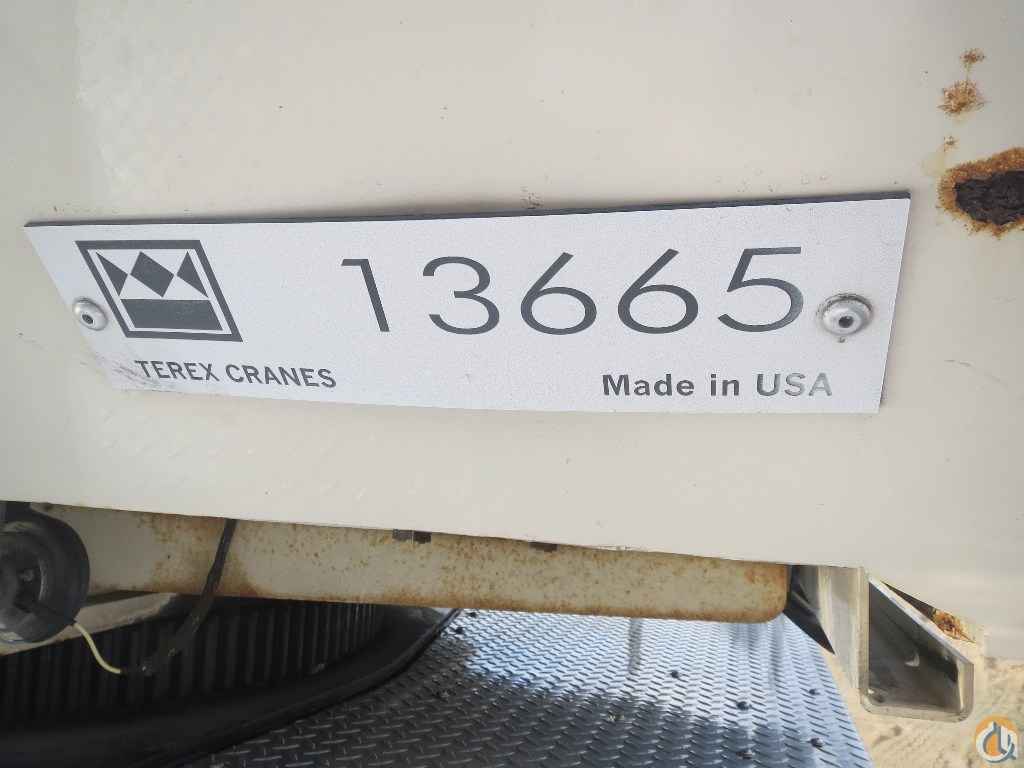 13665
TEREX CRANES
Made in USA